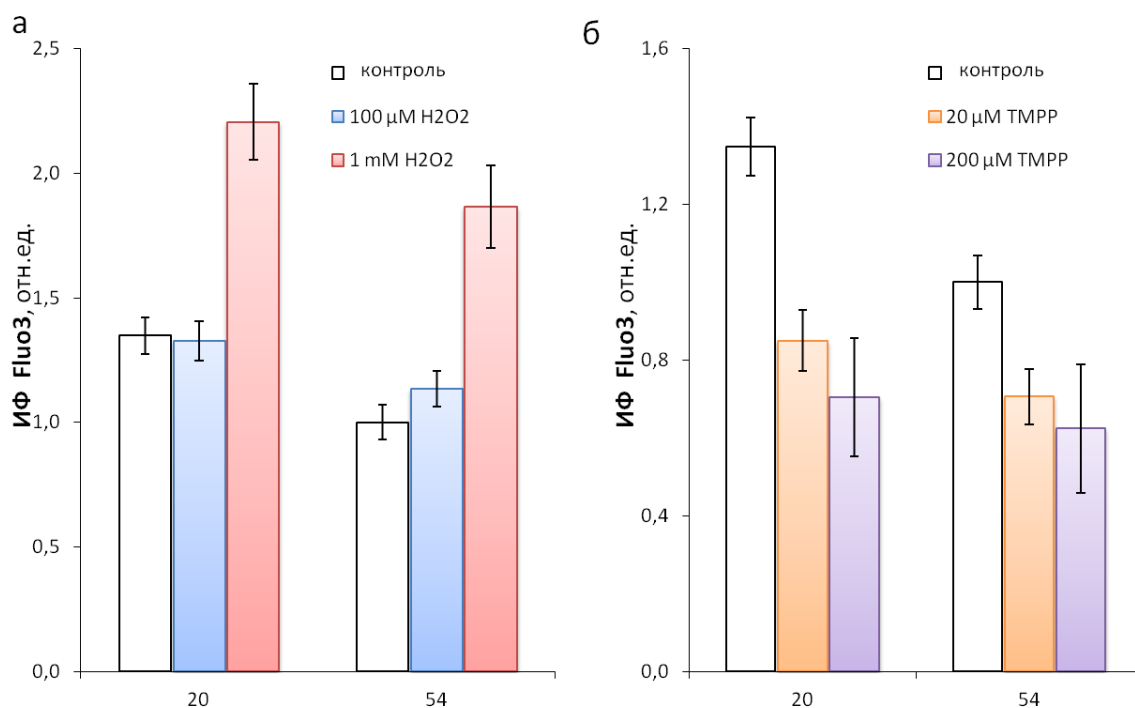 а
ИФ Fluo3, отн.ед.
2,5
2,0
1,5
1,0
0,5
0,0
контроль
100 µM H2O2
1 mM H2O2
20
54
б
ИФ Fluo3, отн.ед.
1,6
1,2
0,8
0,4
0,0
контроль
20 µM TMPP
200 µM TMPP
20
54